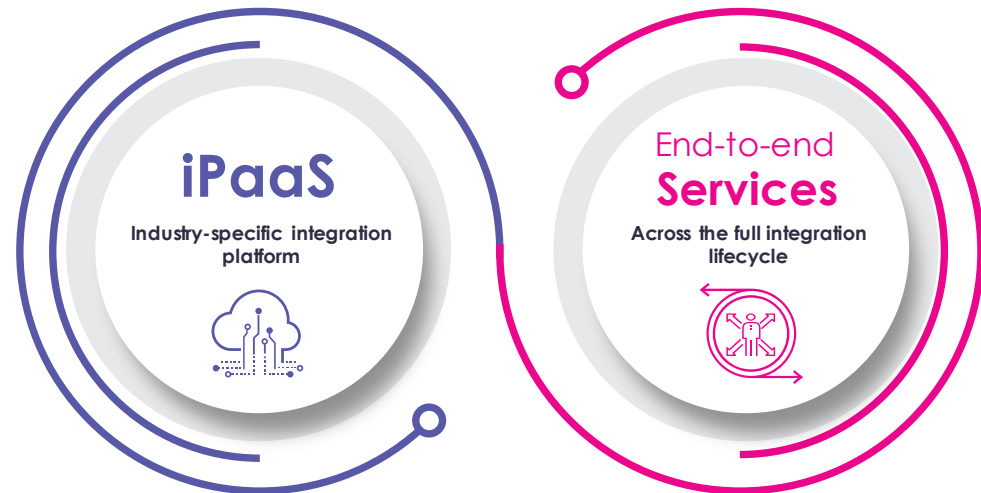 iPaaS
Industry-specific integration
platform
End-to-end
Services
Across the full integration
lifecycle